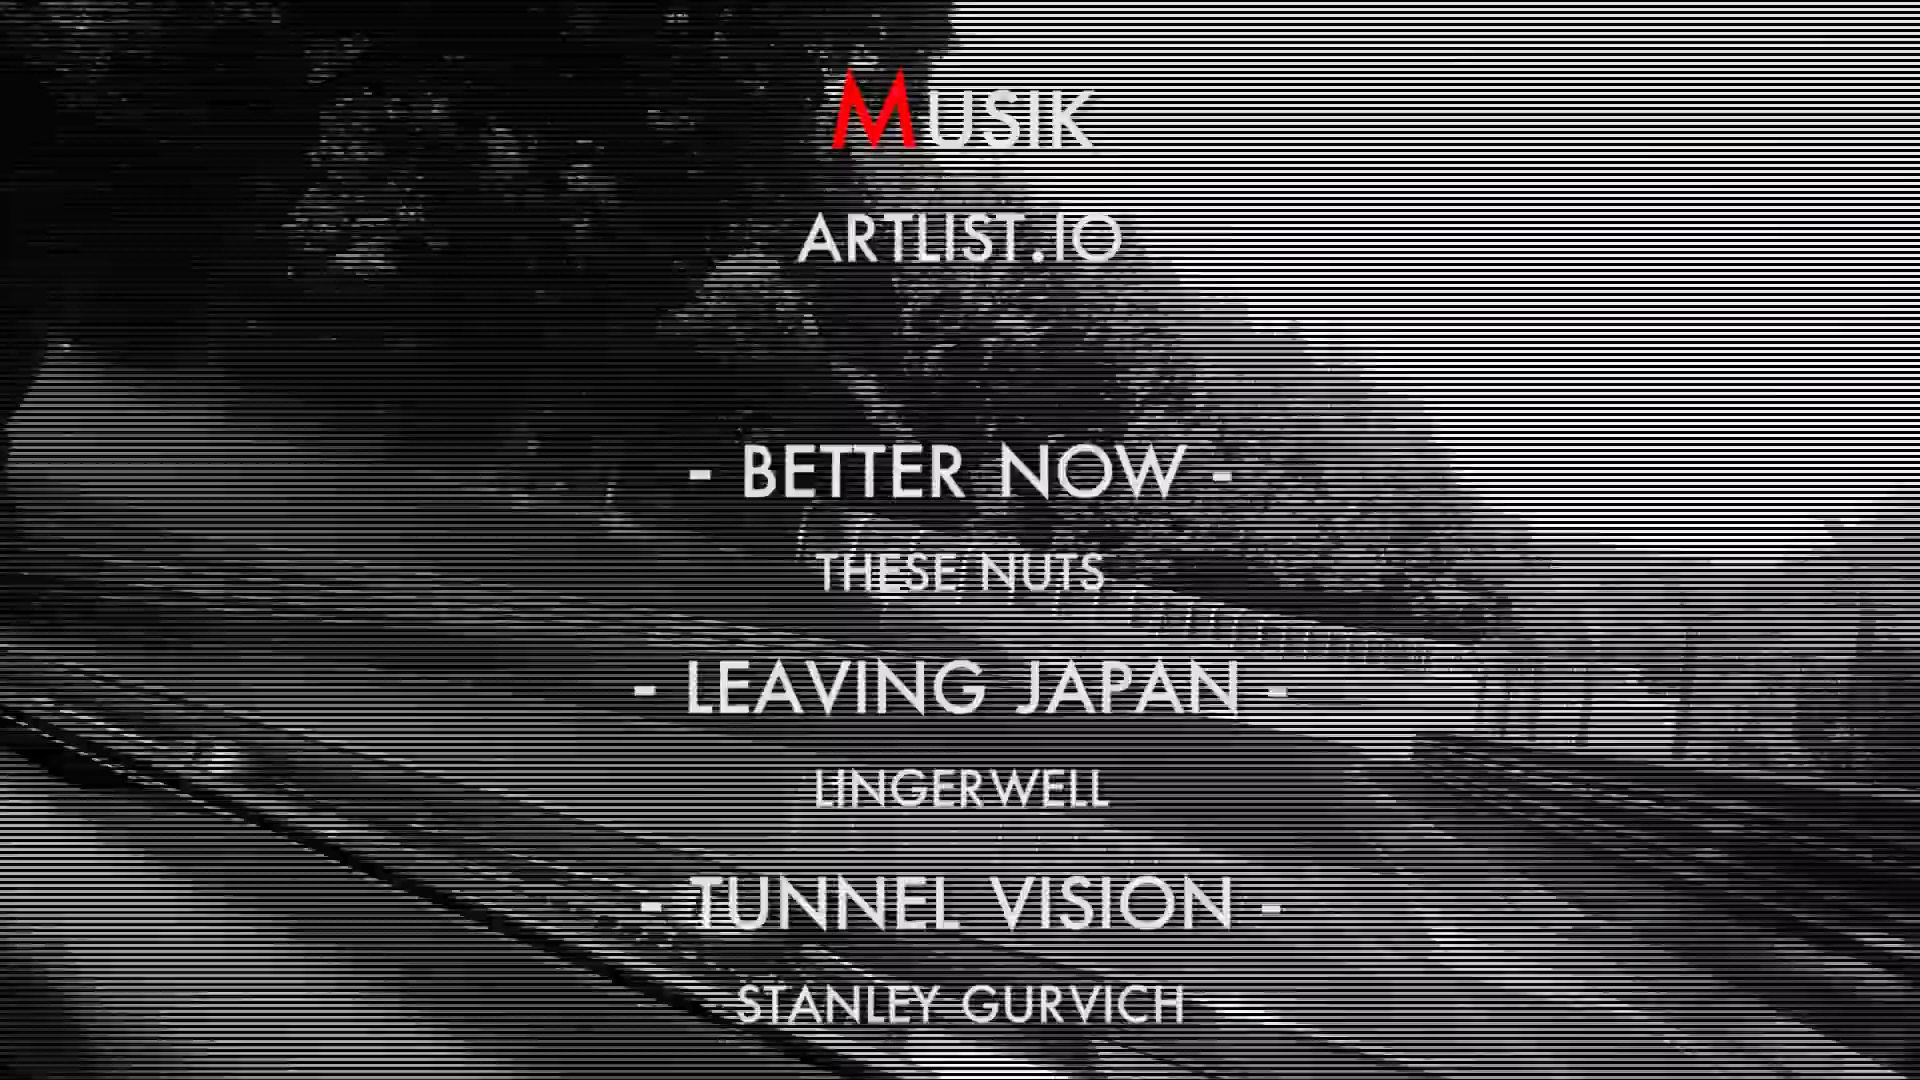 MUSIK
ARTLIST.IO
- BETTER NOW -
THESE NUTS
- LEAVING JAPAN -
LINGERWELL
- TUNNEL VISION -
STANLEY GURVICH